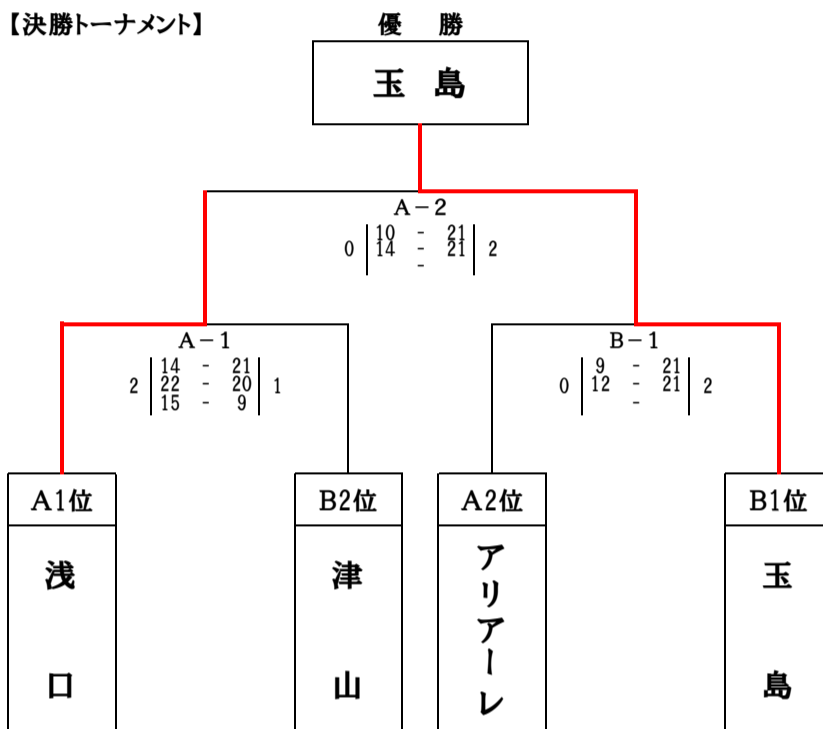 【決勝トーナメント】
優　勝
玉　島
A－2
0 10 - 21 2
14 - 21
-
A－1
14 - 21
2 22 - 20 1
15 - 9
B－1
9 - 21
0 12 - 21 2
-
A1位
B2位
A2位
B1位
浅口
津山
アリアーレ
玉島